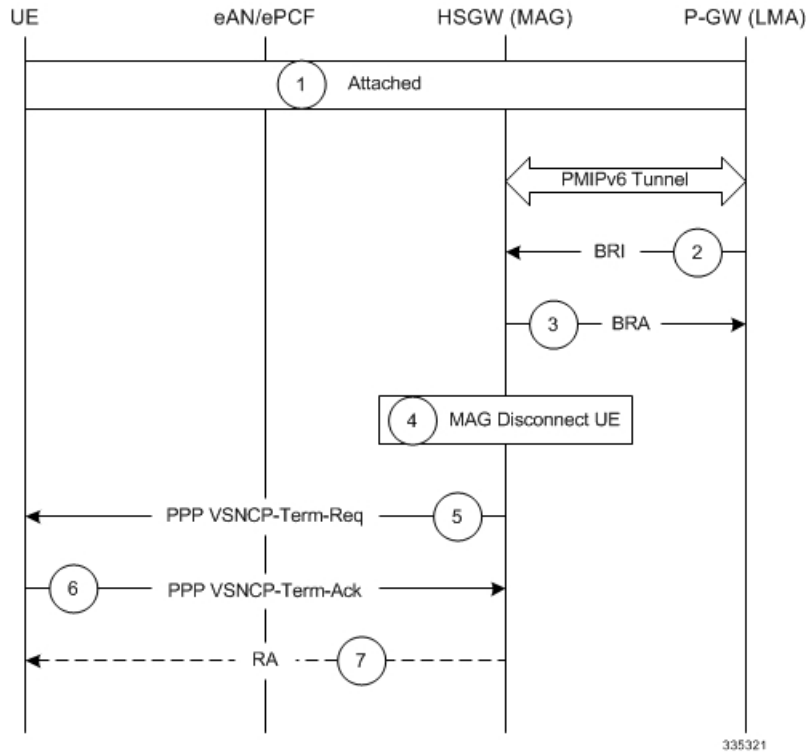 UE eAN/ePCF HSGW (MAG) P-GW (LMA)
1 Attached
PMIPv6 Tunnel
BRI 2
3 BRA
4 MAG Disconnect UE
PPP VSNCP-Term-Req 5
6 PPP VSNCP-Term-Ack
RA 7
335321